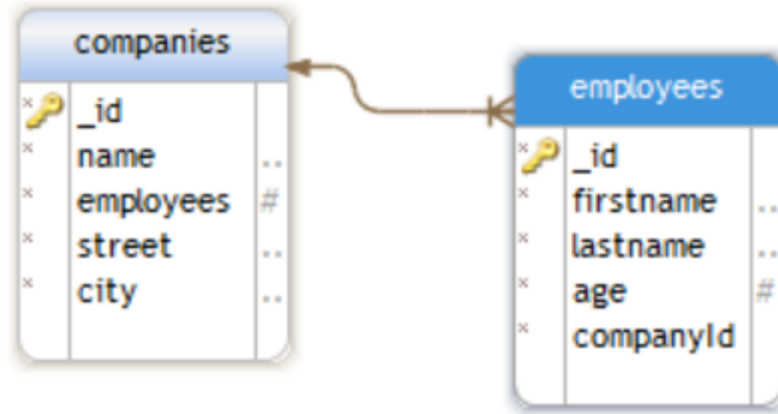 companies
_id
name ..
employees #
street ..
city ..
employees
_id
firstname ..
lastname ..
age #
companyId